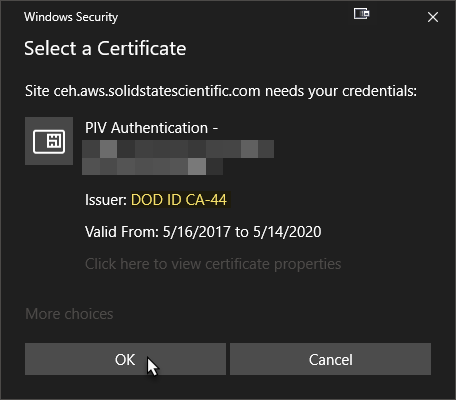 Windows Security
Select a Certificate
Site ceh.aws.solidstatescientific.com needs your credentials:
PIV Authentication -
Issuer: DOD ID CA-44
Valid From: 5/16/2017 to 5/14/2020
Click here to view certificate properties
More choices
OK
Cancel